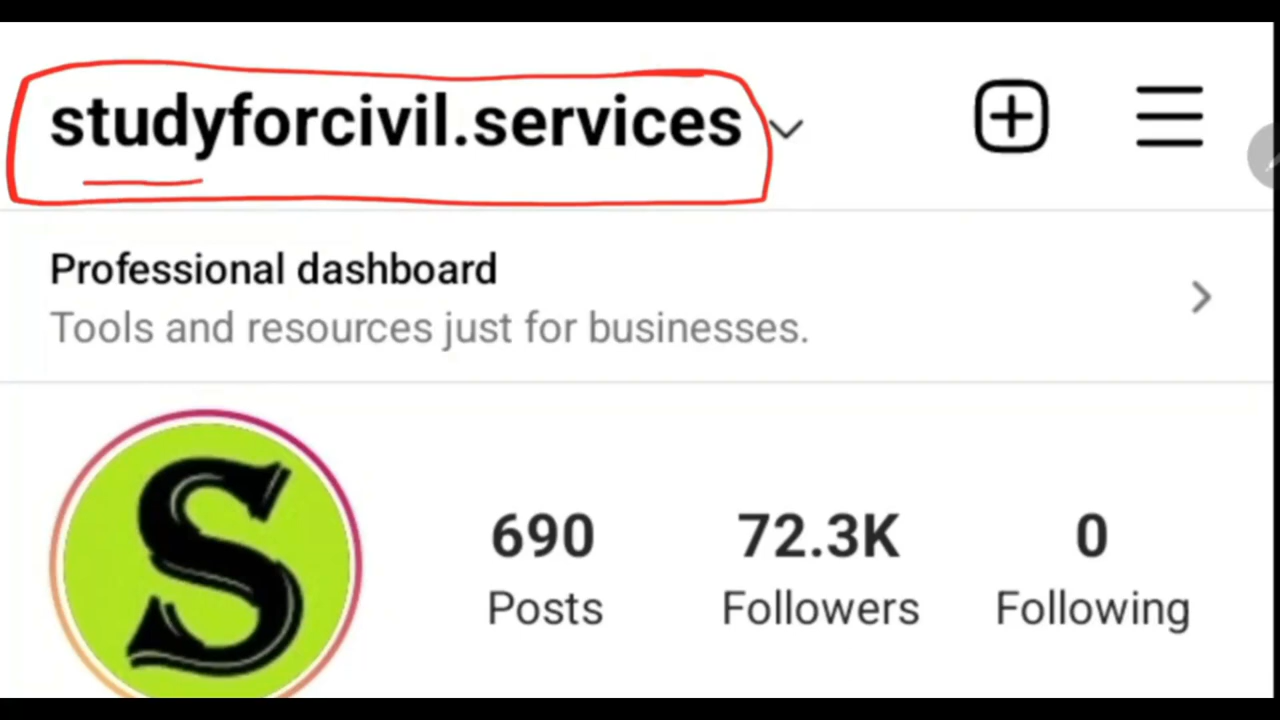 studyforcivil.services
Professional dashboard
Tools and resources just for businesses.
S
690 72.3K 0
Posts Followers Following